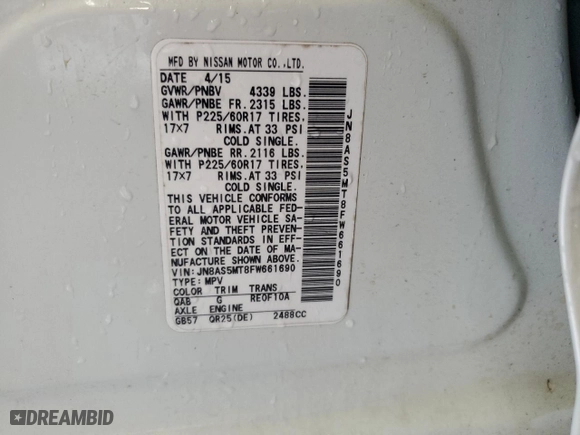 MFD BY NISSAN MOTOR CO.,LTD.
DATE 4/15
GVWR/PNBV 4339 LBS.
GAWR/PNBE FR.2315 LBS.
WITH P225/60R17 TIRES.
17X7 RIMS.AT 33 PSI
COLD SINGLE.
GAWR/PNBE RR.2116 LBS.
WITH P225/60R17 TIRES.
17X7 RIMS.AT 33 PSI
COLD SINGLE.
THIS VEHICLE CONFORMS
TO ALL APPLICABLE FED-
ERAL MOTOR VEHICLE SA-
FETY AND THEFT PREVEN-
TION STANDARDS IN EFF-
ECT ON THE DATE OF MA-
NUFACTURE SHOWN ABOVE.
VIN:JN8AS5MT8FW661690
TYPE:MPV
COLOR TRIM TRANS
QAB G RE0F10A
AXLE ENGINE
GB57 QR25(DE) 2488CC
JN8AS5MT8FW661690
DREAMBID